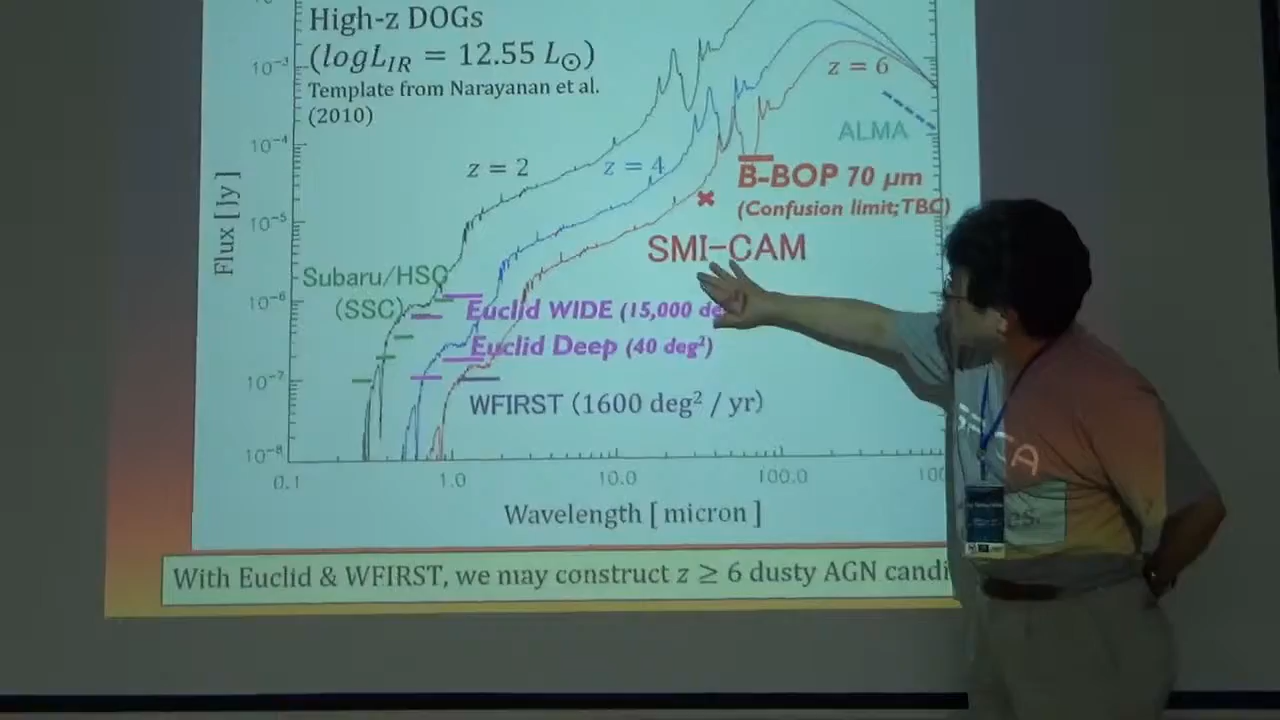 High-z DOGs
(logL_IR = 12.55 L_⊙)
Template from Narayanan et al.
(2010)
10⁻³
10⁻⁴
10⁻⁵
10⁻⁶
10⁻⁷
10⁻⁸
Flux [ Jy ]
z = 2
z = 4
z = 6
ALMA
B-BOP 70 μm
(Confusion limit;TBC)
SMI-CAM
Subaru/HSC
(SSC)
Euclid WIDE (15,000 de
Euclid Deep (40 deg²)
WFIRST (1600 deg² / yr)
0.1 1.0 10.0 100.0 100
Wavelength [ micron ]
With Euclid & WFIRST, we may construct z ≥ 6 dusty AGN candi